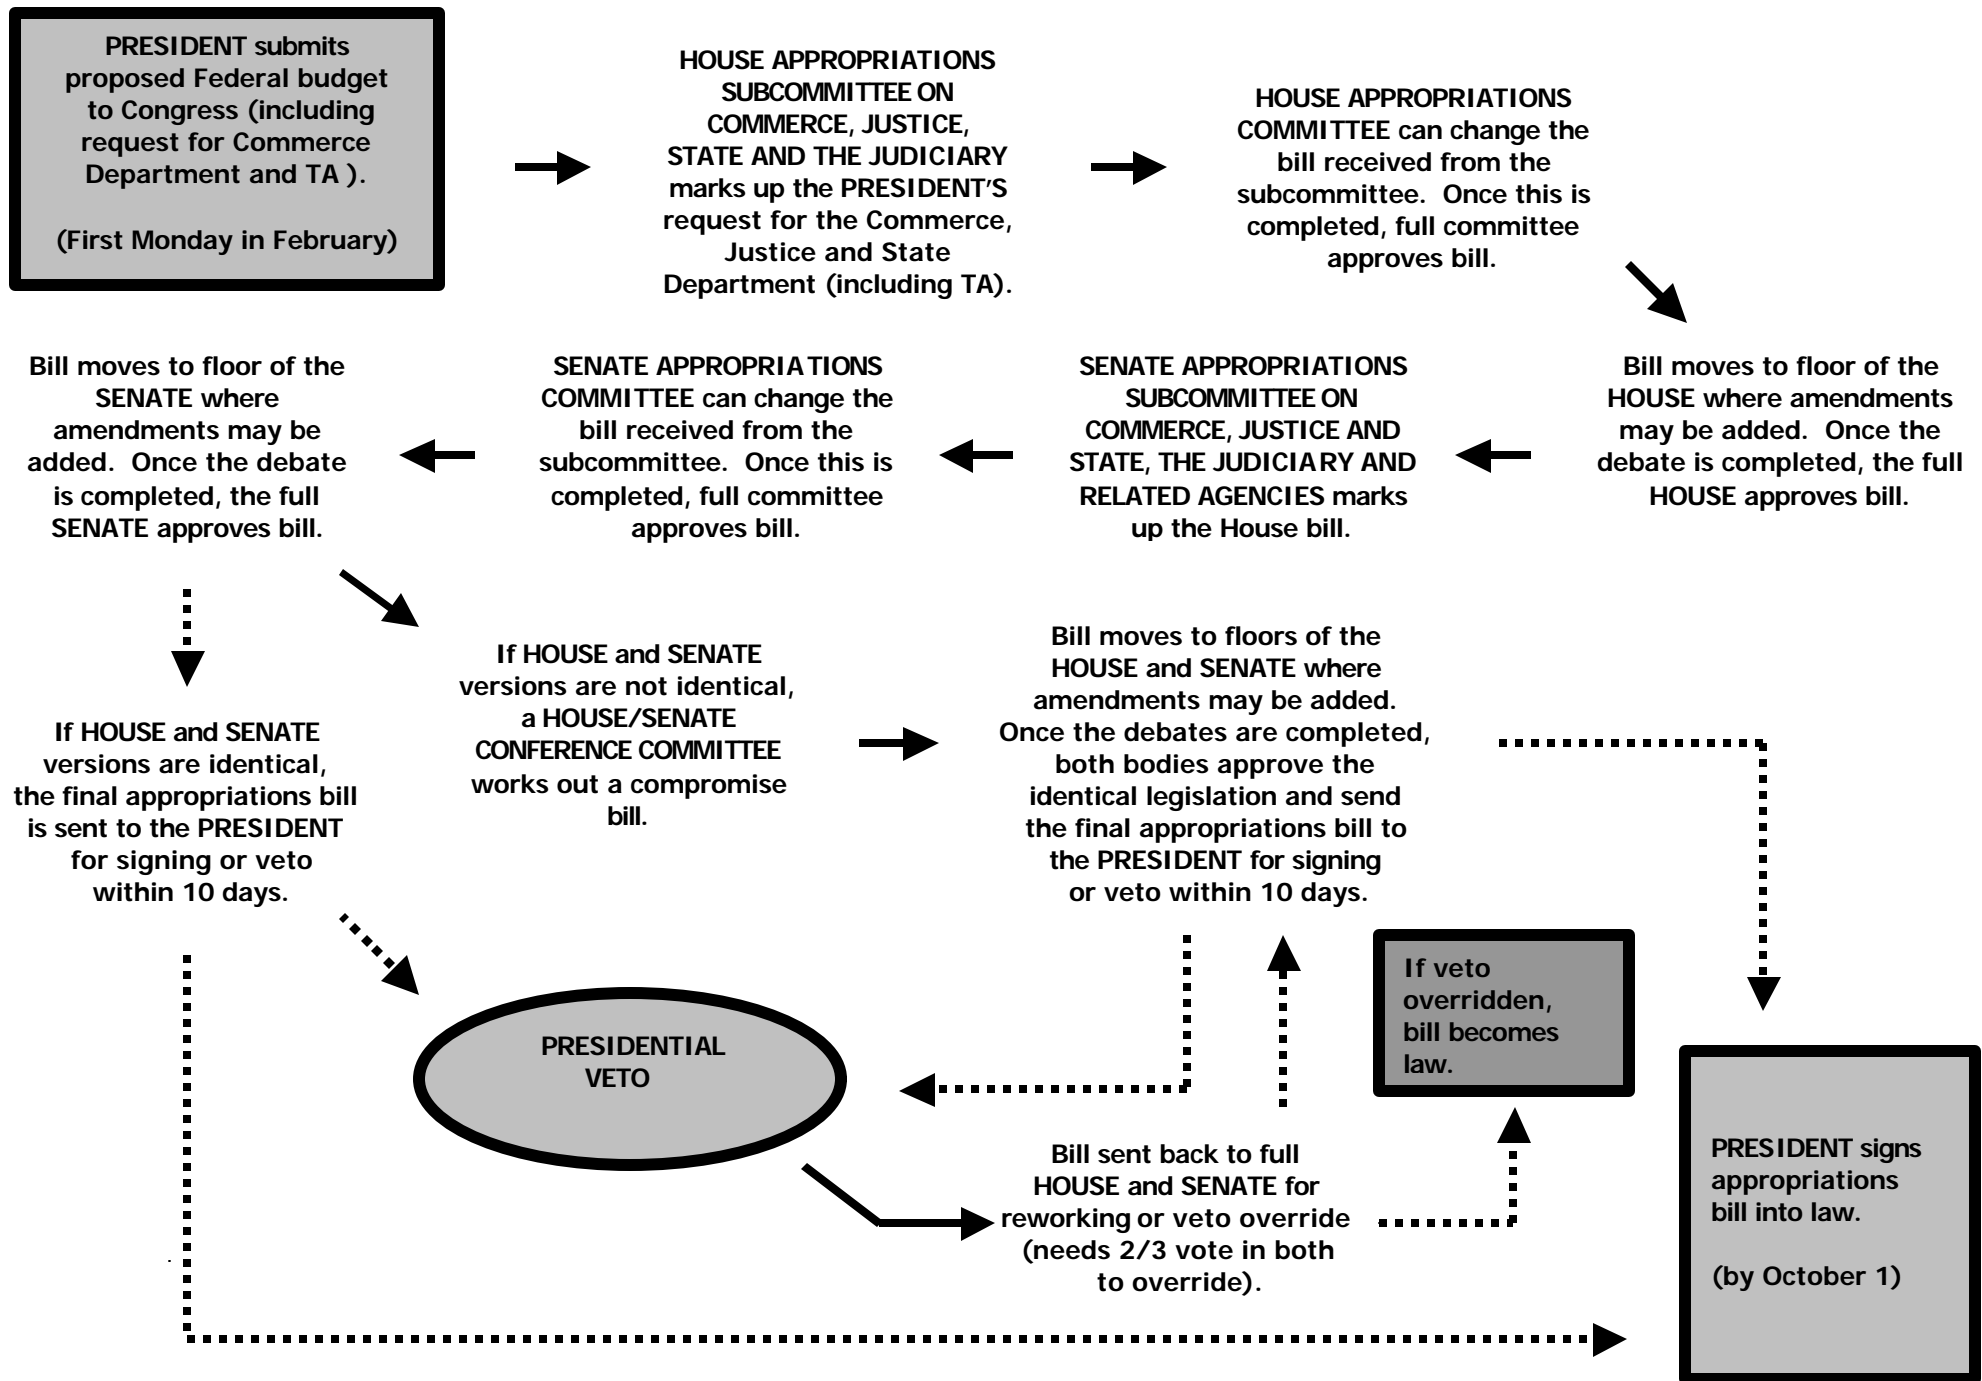 PRESIDENT submits
proposed Federal budget
to Congress (including
request for Commerce
Department and TA ).
(First Monday in February)
HOUSE APPROPRIATIONS
SUBCOMMITTEE ON
COMMERCE, JUSTICE,
STATE AND THE JUDICIARY
marks up the PRESIDENT'S
request for the Commerce,
Justice and State
Department (including TA).
HOUSE APPROPRIATIONS
COMMITTEE can change the
bill received from the
subcommittee. Once this is
completed, full committee
approves bill.
Bill moves to floor of the
HOUSE where amendments
may be added. Once the
debate is completed, the full
HOUSE approves bill.
SENATE APPROPRIATIONS
SUBCOMMITTEE ON
COMMERCE, JUSTICE AND
STATE, THE JUDICIARY AND
RELATED AGENCIES marks
up the House bill.
SENATE APPROPRIATIONS
COMMITTEE can change the
bill received from the
subcommittee. Once this is
completed, full committee
approves bill.
Bill moves to floor of the
SENATE where
amendments may be
added. Once the debate
is completed, the full
SENATE approves bill.
If HOUSE and SENATE
versions are identical,
the final appropriations bill
is sent to the PRESIDENT
for signing or veto
within 10 days.
If HOUSE and SENATE
versions are not identical,
a HOUSE/SENATE
CONFERENCE COMMITTEE
works out a compromise
bill.
Bill moves to floors of the
HOUSE and SENATE where
amendments may be added.
Once the debates are completed,
both bodies approve the
identical legislation and send
the final appropriations bill to
the PRESIDENT for signing
or veto within 10 days.
PRESIDENTIAL
VETO
Bill sent back to full
HOUSE and SENATE for
reworking or veto override
(needs 2/3 vote in both
to override).
If veto
overridden,
bill becomes
law.
PRESIDENT signs
appropriations
bill into law.
(by October 1)